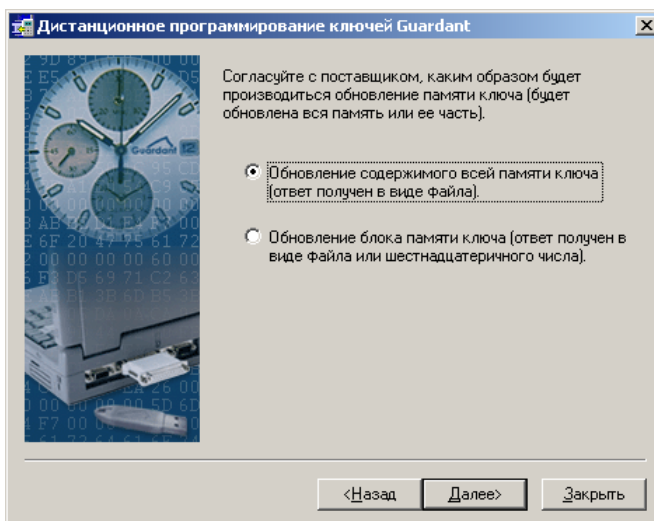 Дистанционное программирование ключей Guardant
Согласуйте с поставщиком, каким образом будет
производиться обновление памяти ключа (будет
обновлена вся память или ее часть).
Обновление содержимого всей памяти ключа
(ответ получен в виде файла).
Обновление блока памяти ключа (ответ получен в
виде файла или шестнадцатеричного числа).
Guardant 12
<Назад
Далее>
Закрыть